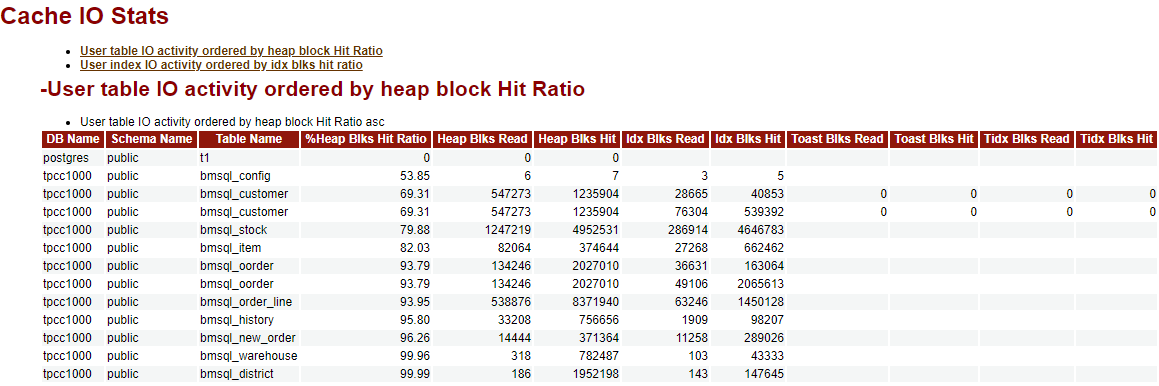 Cache IO Stats
User table IO activity ordered by heap block Hit Ratio
User index IO activity ordered by idx blks hit ratio
-User table IO activity ordered by heap block Hit Ratio
User table IO activity ordered by heap block Hit Ratio asc
DB Name Schema Name Table Name %Heap Blks Hit Ratio Heap Blks Read Heap Blks Hit Idx Blks Read Idx Blks Hit Toast Blks Read Toast Blks Hit Tidx Blks Read Tidx Blks Hit
postgres public t1 0 0 0
tpcc1000 public bmsql_config 53.85 6 7 3 5
tpcc1000 public bmsql_customer 69.31 547273 1235904 28665 40853 0 0 0 0
tpcc1000 public bmsql_customer 69.31 547273 1235904 76304 539392 0 0 0 0
tpcc1000 public bmsql_stock 79.88 1247219 4952531 286914 4646783
tpcc1000 public bmsql_item 82.03 82064 374644 27268 662462
tpcc1000 public bmsql_oorder 93.79 134246 2027010 36631 163064
tpcc1000 public bmsql_oorder 93.79 134246 2027010 49106 2065613
tpcc1000 public bmsql_order_line 93.95 538876 8371940 63246 1450128
tpcc1000 public bmsql_history 95.80 33208 756656 1909 98207
tpcc1000 public bmsql_new_order 96.26 14444 371364 11258 289026
tpcc1000 public bmsql_warehouse 99.96 318 782487 103 43333
tpcc1000 public bmsql_district 99.99 186 1952198 143 147645